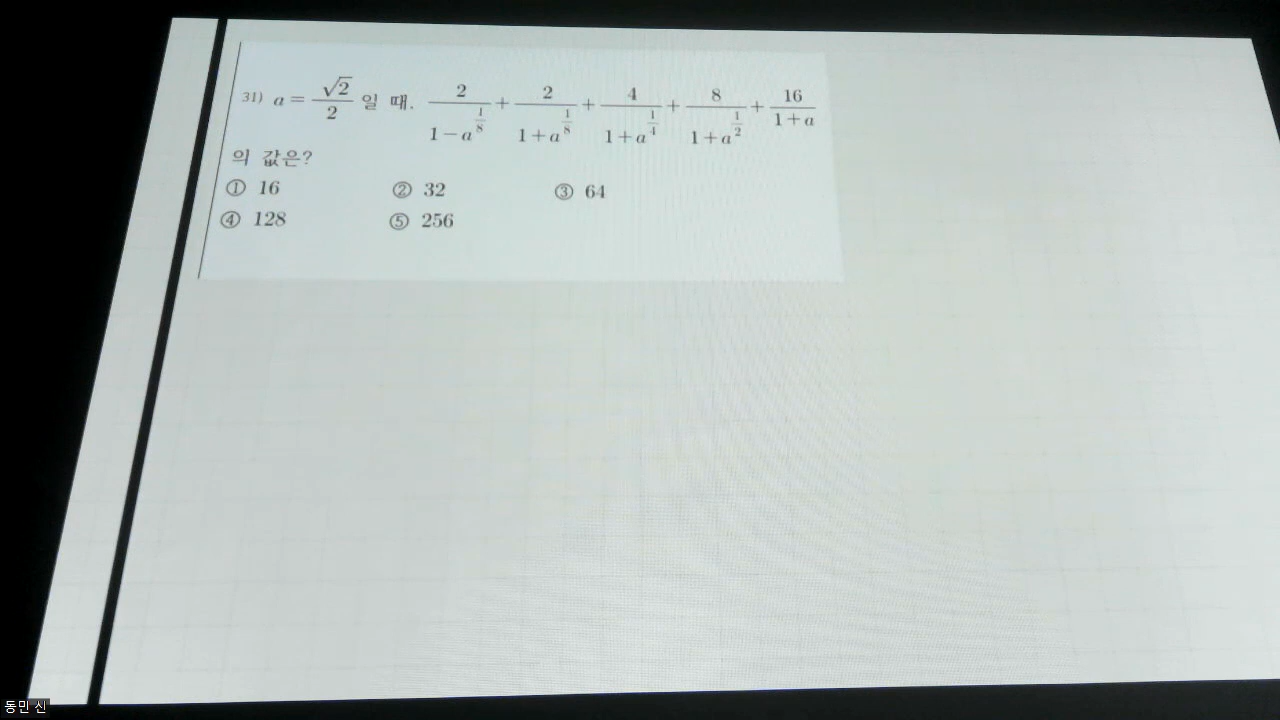 31) a = √2/2 일 때, 2/(1−a^(1/8)) + 2/(1+a^(1/8)) + 4/(1+a^(1/4)) + 8/(1+a^(1/2)) + 16/(1+a)
의 값은?
① 16 ② 32 ③ 64
④ 128 ⑤ 256
동민 신